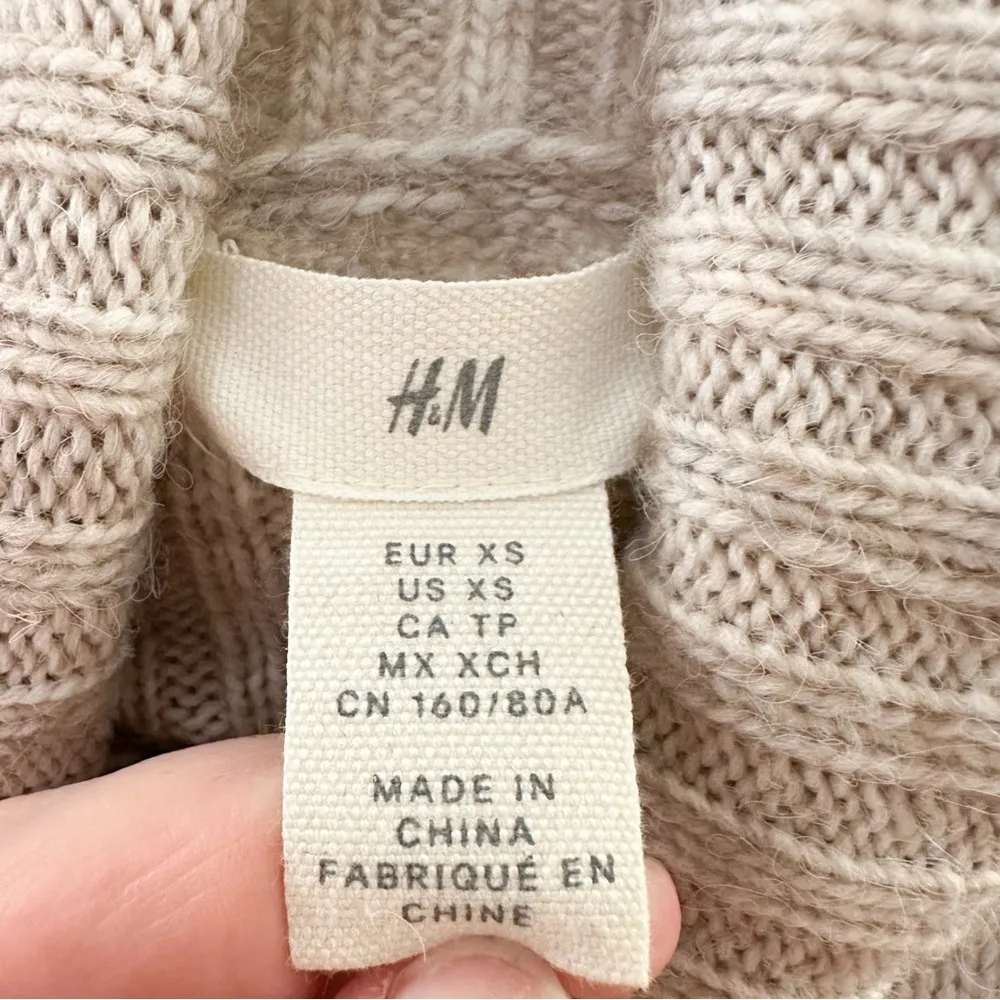 H&M
EUR XS
US XS
CA TP
MX XCH
CN 160/80A
MADE IN
CHINA
FABRIQUÉ EN
CHINE